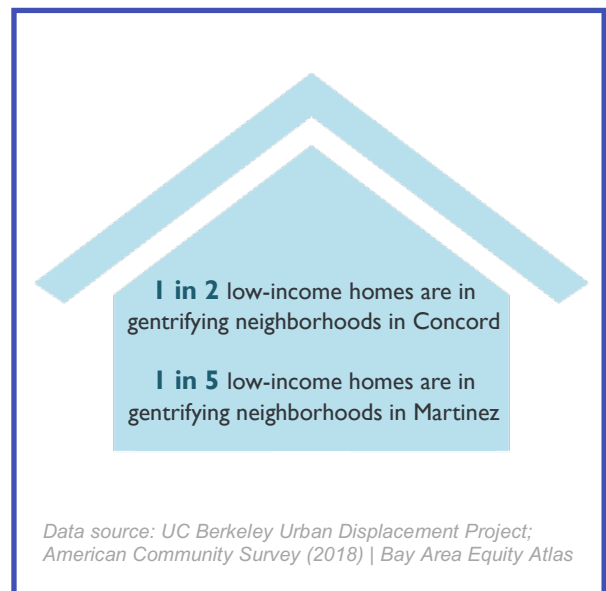 1 in 2 low-income homes are in
gentrifying neighborhoods in Concord
1 in 5 low-income homes are in
gentrifying neighborhoods in Martinez
Data source: UC Berkeley Urban Displacement Project;
American Community Survey (2018) | Bay Area Equity Atlas